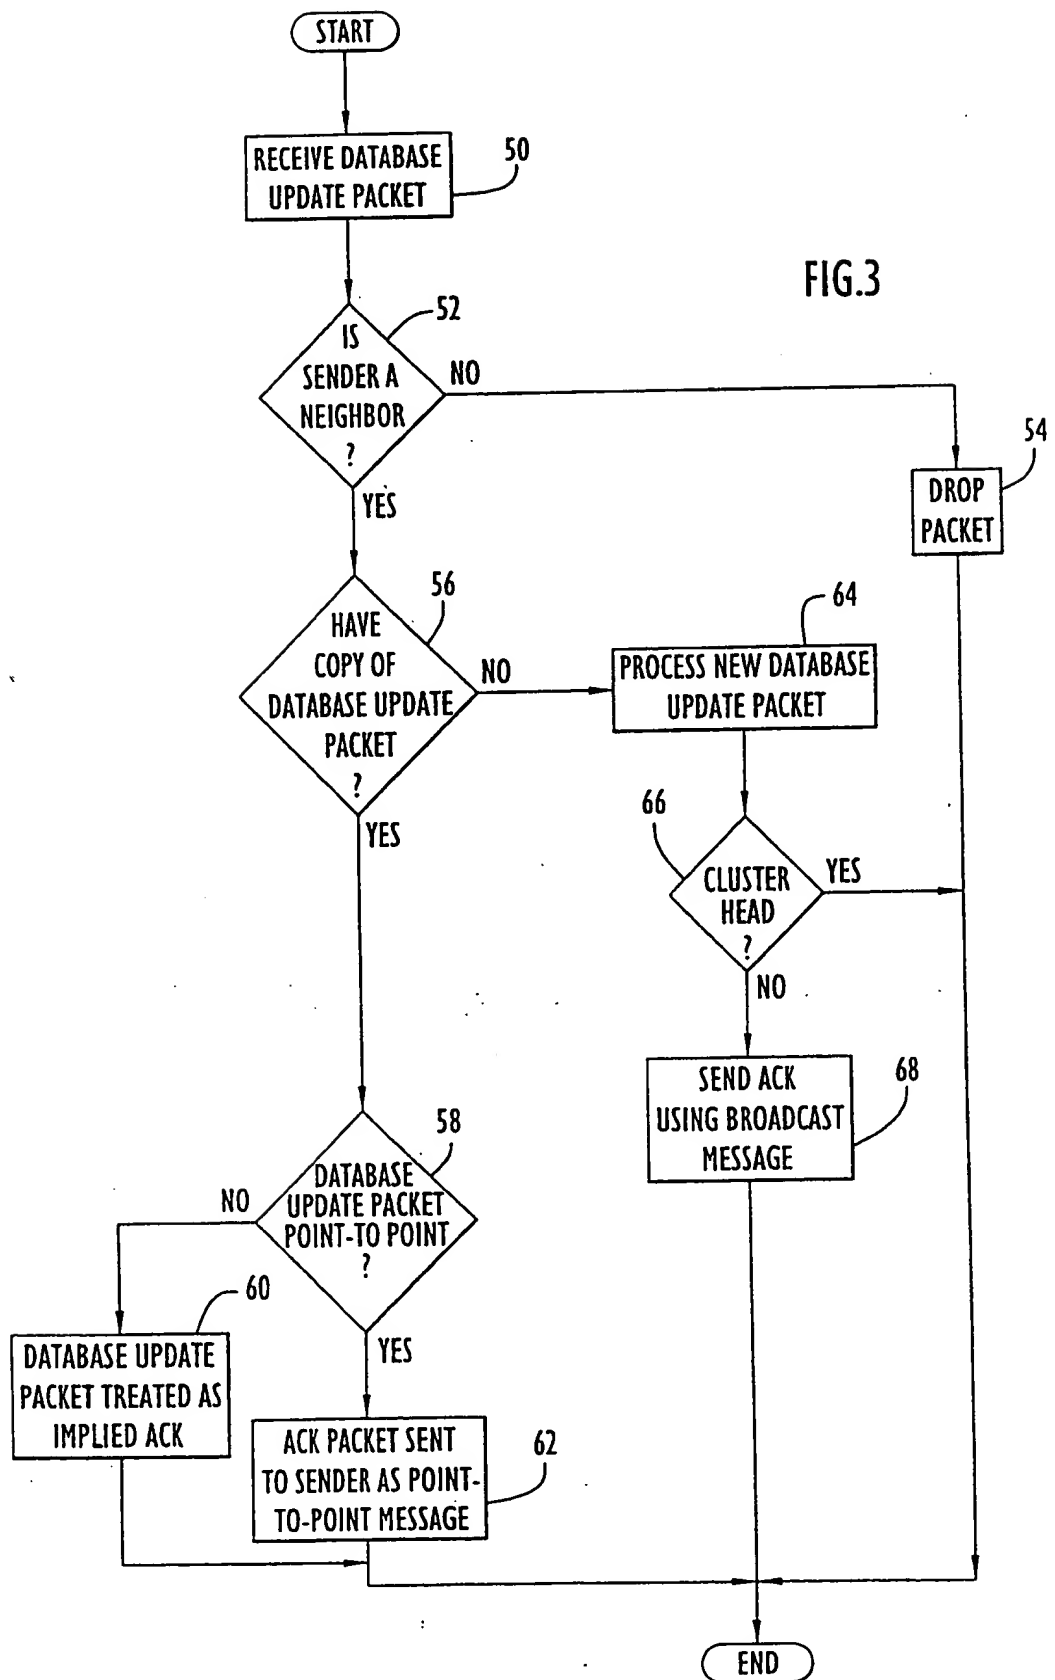 START
RECEIVE DATABASE
UPDATE PACKET
50
FIG.3
IS
SENDER A
NEIGHBOR
?
52
NO
YES
54
DROP
PACKET
HAVE
COPY OF
DATABASE UPDATE
PACKET
?
56
NO
YES
64
PROCESS NEW DATABASE
UPDATE PACKET
66
CLUSTER
HEAD
?
YES
NO
SEND ACK
USING BROADCAST
MESSAGE
68
DATABASE
UPDATE PACKET
POINT-TO POINT
?
58
NO
YES
60
DATABASE UPDATE
PACKET TREATED AS
IMPLIED ACK
ACK PACKET SENT
TO SENDER AS POINT-
TO-POINT MESSAGE
62
END